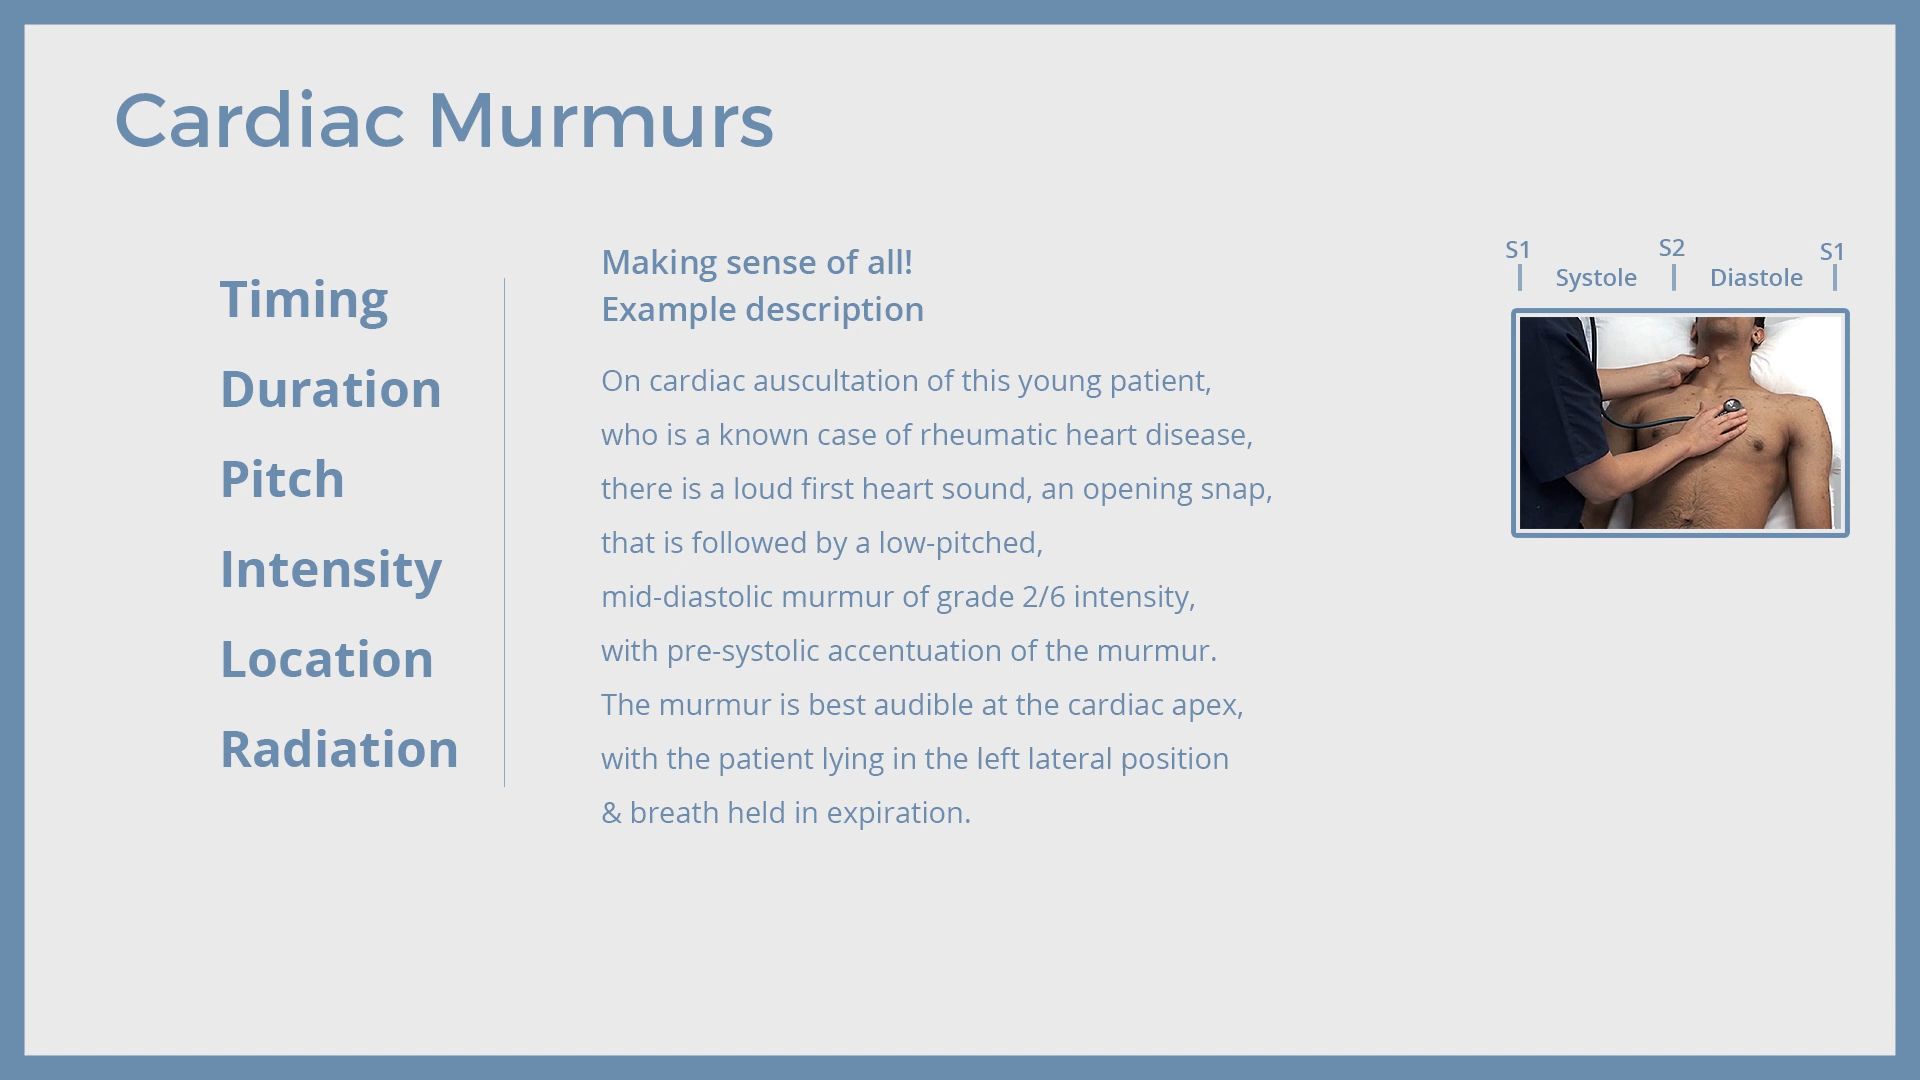 Cardiac Murmurs
Timing
Duration
Pitch
Intensity
Location
Radiation
Making sense of all!
Example description
On cardiac auscultation of this young patient,
who is a known case of rheumatic heart disease,
there is a loud first heart sound, an opening snap,
that is followed by a low-pitched,
mid-diastolic murmur of grade 2/6 intensity,
with pre-systolic accentuation of the murmur.
The murmur is best audible at the cardiac apex,
with the patient lying in the left lateral position
& breath held in expiration.
S1 S2 S1
Systole Diastole